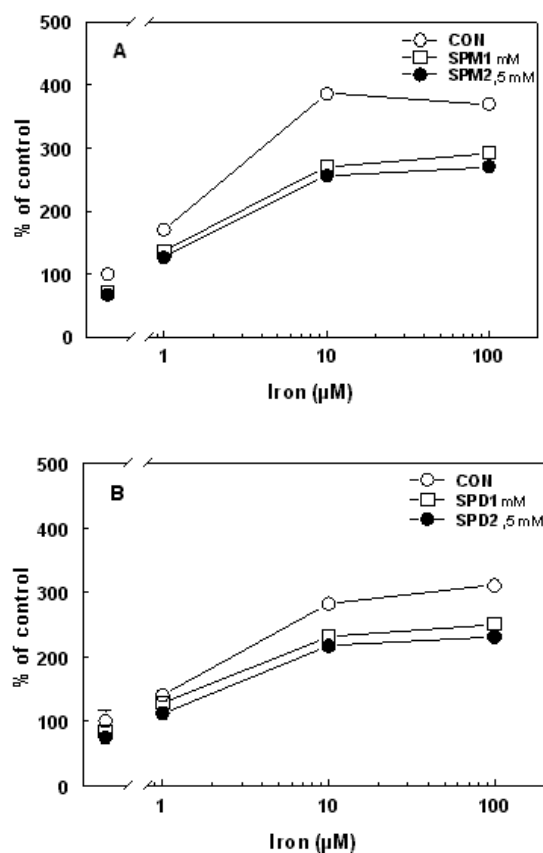 500
A
CON
SPM1 mM
SPM2,5 mM
400
300
200
100
0
% of control
1
10
100
Iron (µM)
500
B
CON
SPD1 mM
SPD2 ,5 mM
400
300
200
100
0
% of control
1
10
100
Iron (µM)